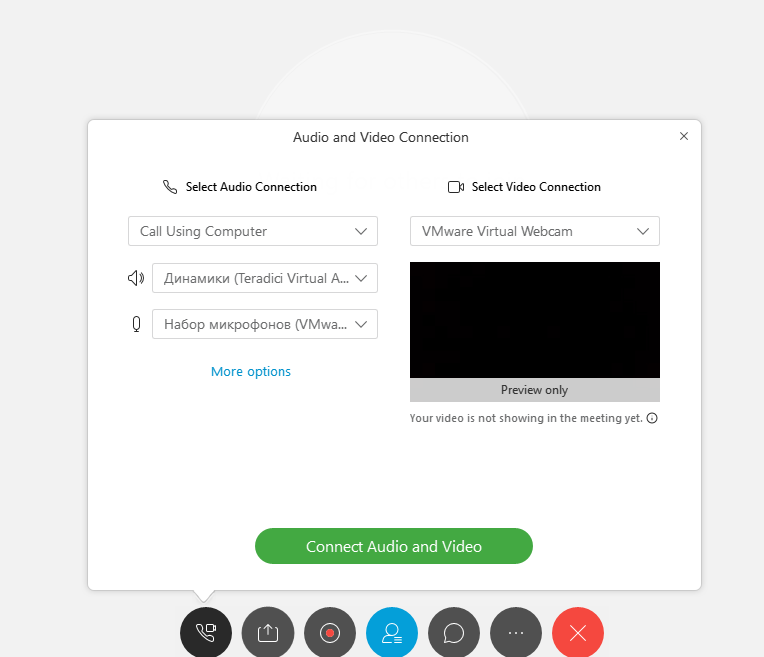 Audio and Video Connection
Select Audio Connection
Call Using Computer
Динамики (Teradici Virtual A...
Набор микрофонов (VMwa...
More options
Select Video Connection
VMware Virtual Webcam
Preview only
Your video is not showing in the meeting yet.
Connect Audio and Video